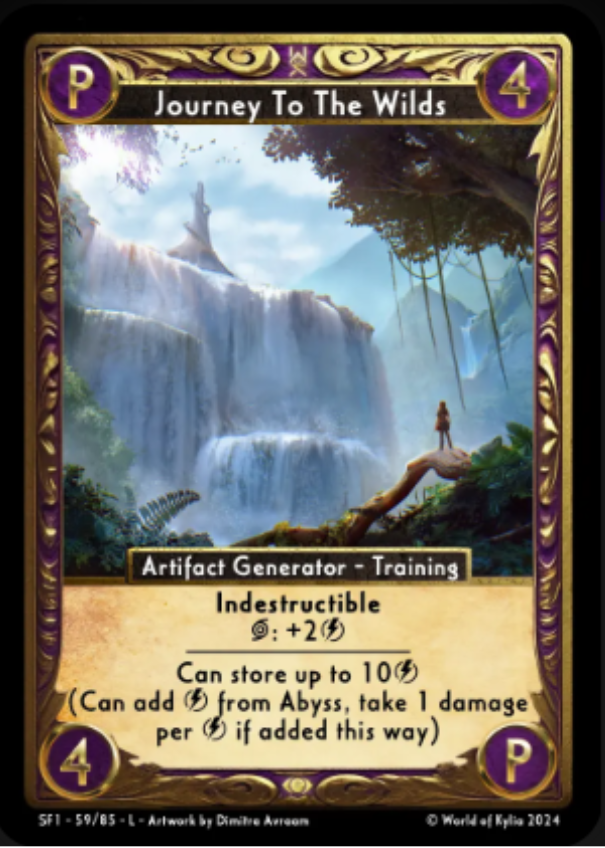 P
4
Journey To The Wilds
Artifact Generator - Training
Indestructible
: +2
Can store up to 10
(Can add from Abyss, take 1 damage
per if added this way)
4
P
SF1 - 59/85 - L - Artwork by Dimitra Avraam
© World of Kylia 2024